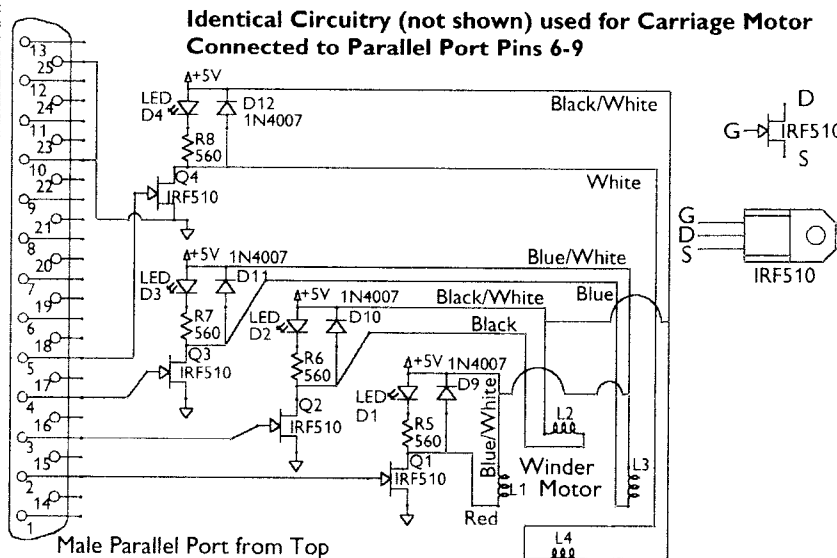 Identical Circuitry (not shown) used for Carriage Motor
Connected to Parallel Port Pins 6-9
13
25
12
24
11
23
10
22
9
21
8
20
7
19
6
18
5
17
4
16
3
15
2
14
1
+5V
LED
D4
D12
1N4007
R8
560
Q4
IRF510
Black/White
White
D
G
IRF510
S
G
D
S
IRF510
+5V
1N4007
LED
D3
D11
R7
560
Q3
IRF510
Blue/White
Blue
+5V
1N4007
LED
D2
D10
R6
560
Q2
IRF510
Black/White
Black
+5V
1N4007
LED
D1
D9
R5
560
Q1
IRF510
Blue/White
Red
L2
Winder
Motor
L1
L3
L4
Male Parallel Port from Top